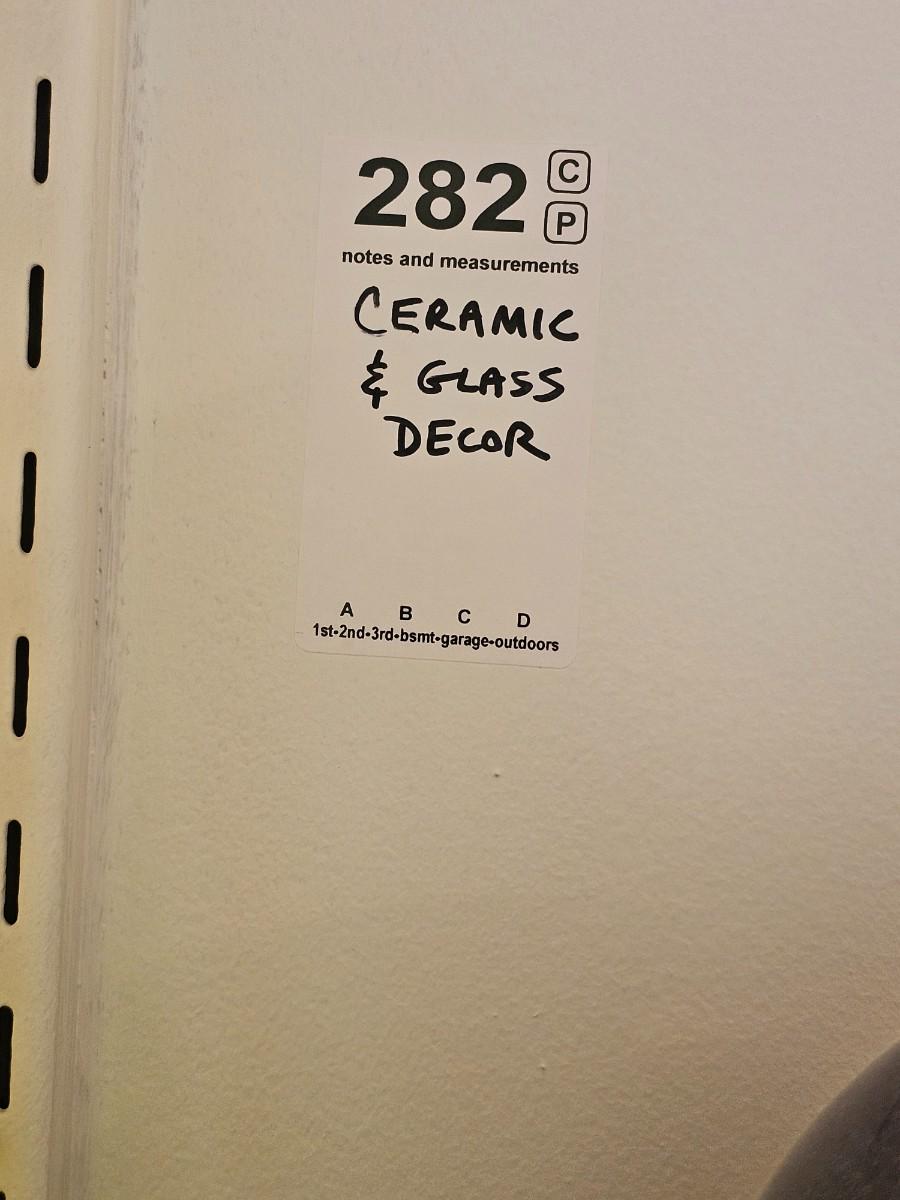 282 C
P
notes and measurements
CERAMIC
& GLASS
DECOR
A B C D
1st•2nd•3rd•bsmt•garage•outdoors